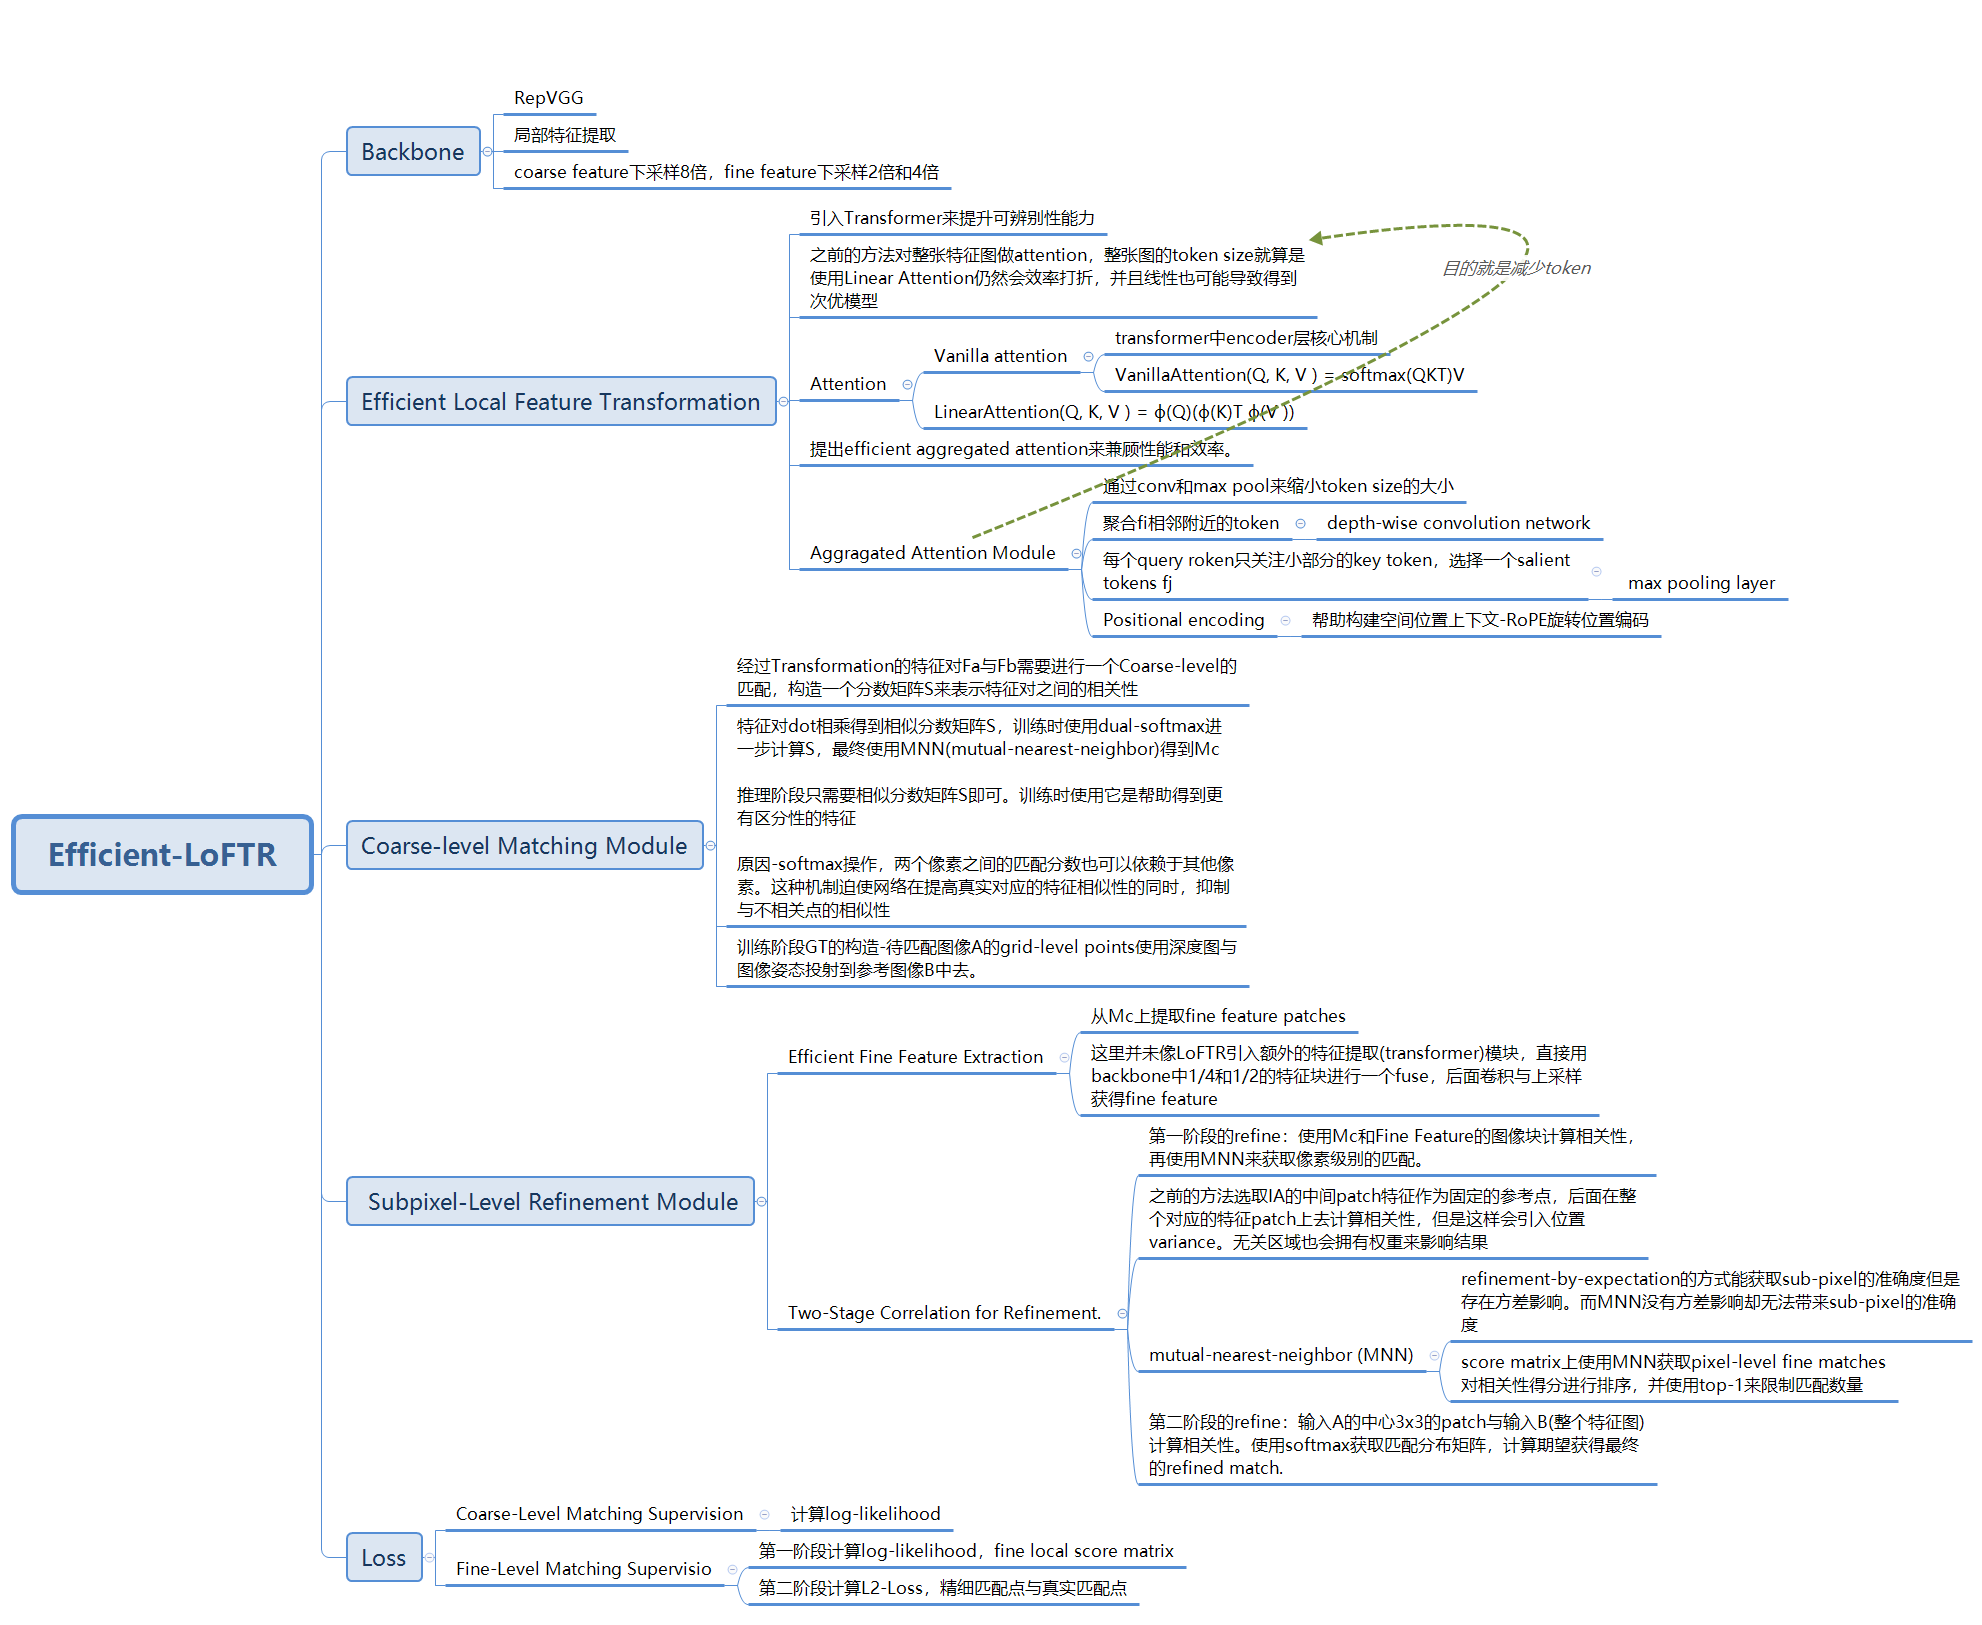 Efficient-LoFTR
Backbone
RepVGG
局部特征提取
coarse feature下采样8倍，fine feature下采样2倍和4倍
Efficient Local Feature Transformation
引入Transformer来提升可辨别性能力
之前的方法对整张特征图做attention，整张图的token size就算是
使用Linear Attention仍然会效率打折，并且线性也可能导致得到
次优模型
目的就是减少token
Attention
Vanilla attention
transformer中encoder层核心机制
VanillaAttention(Q, K, V ) = softmax(QKT)V
LinearAttention(Q, K, V ) = ϕ(Q)(ϕ(K)T ϕ(V ))
提出efficient aggregated attention来兼顾性能和效率。
Aggragated Attention Module
通过conv和max pool来缩小token size的大小
聚合fi相邻附近的token
depth-wise convolution network
每个query roken只关注小部分的key token，选择一个salient
tokens fj
max pooling layer
Positional encoding
帮助构建空间位置上下文-RoPE旋转位置编码
Coarse-level Matching Module
经过Transformation的特征对Fa与Fb需要进行一个Coarse-level的
匹配，构造一个分数矩阵S来表示特征对之间的相关性
特征对dot相乘得到相似分数矩阵S，训练时使用dual-softmax进
一步计算S，最终使用MNN(mutual-nearest-neighbor)得到Mc
推理阶段只需要相似分数矩阵S即可。训练时使用它是帮助得到更
有区分性的特征
原因-softmax操作，两个像素之间的匹配分数也可以依赖于其他像
素。这种机制迫使网络在提高真实对应的特征相似性的同时，抑制
与不相关点的相似性
训练阶段GT的构造-待匹配图像A的grid-level points使用深度图与
图像姿态投射到参考图像B中去。
Subpixel-Level Refinement Module
Efficient Fine Feature Extraction
从Mc上提取fine feature patches
这里并未像LoFTR引入额外的特征提取(transformer)模块，直接用
backbone中1/4和1/2的特征块进行一个fuse，后面卷积与上采样
获得fine feature
Two-Stage Correlation for Refinement.
第一阶段的refine：使用Mc和Fine Feature的图像块计算相关性，
再使用MNN来获取像素级别的匹配。
之前的方法选取IA的中间patch特征作为固定的参考点，后面在整
个对应的特征patch上去计算相关性，但是这样会引入位置
variance。无关区域也会拥有权重来影响结果
mutual-nearest-neighbor (MNN)
refinement-by-expectation的方式能获取sub-pixel的准确度但是
存在方差影响。而MNN没有方差影响却无法带来sub-pixel的准确
度
score matrix上使用MNN获取pixel-level fine matches
对相关性得分进行排序，并使用top-1来限制匹配数量
第二阶段的refine：输入A的中心3x3的patch与输入B(整个特征图)
计算相关性。使用softmax获取匹配分布矩阵，计算期望获得最终
的refined match.
Loss
Coarse-Level Matching Supervision
计算log-likelihood
Fine-Level Matching Supervisio
第一阶段计算log-likelihood，fine local score matrix
第二阶段计算L2-Loss，精细匹配点与真实匹配点